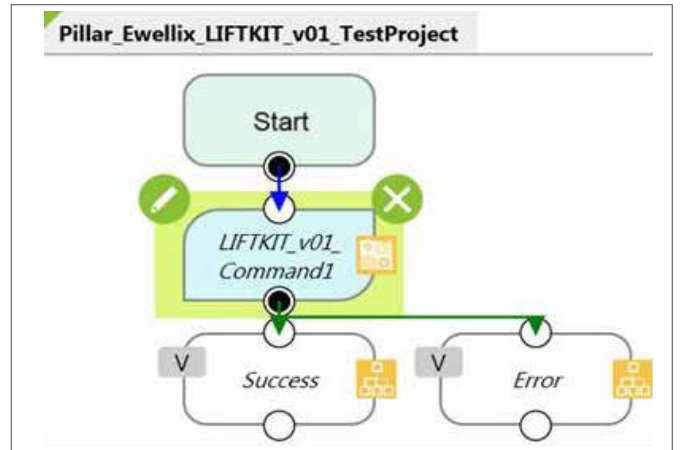 Pillar_Ewellix_LIFTKIT_v01_TestProject
Start
LIFTKIT_v01_
Command1
V
Success
V
Error